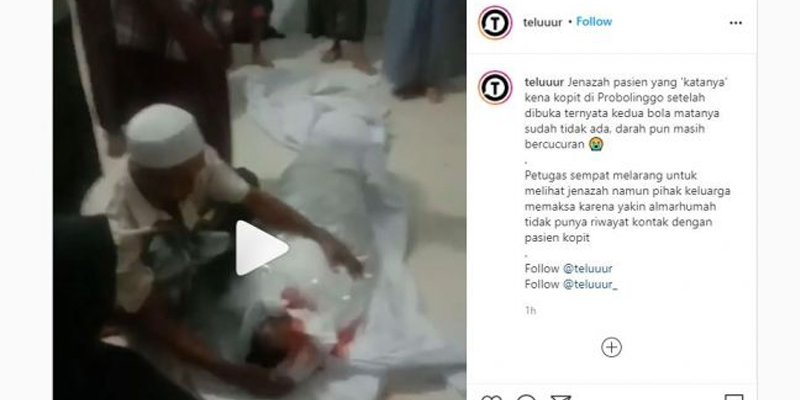 teluuur • Follow
teluuur Jenazah pasien yang 'katanya'
kena kopit di Probolinggo setelah
dibuka ternyata kedua bola matanya
sudah tidak ada, darah pun masih
bercucuran 😭
.
Petugas sempat melarang untuk
melihat jenazah namun pihak keluarga
memaksa karena yakin almarhumah
tidak punya riwayat kontak dengan
pasien kopit
.
Follow @teluuur
Follow @teluuur_
1h